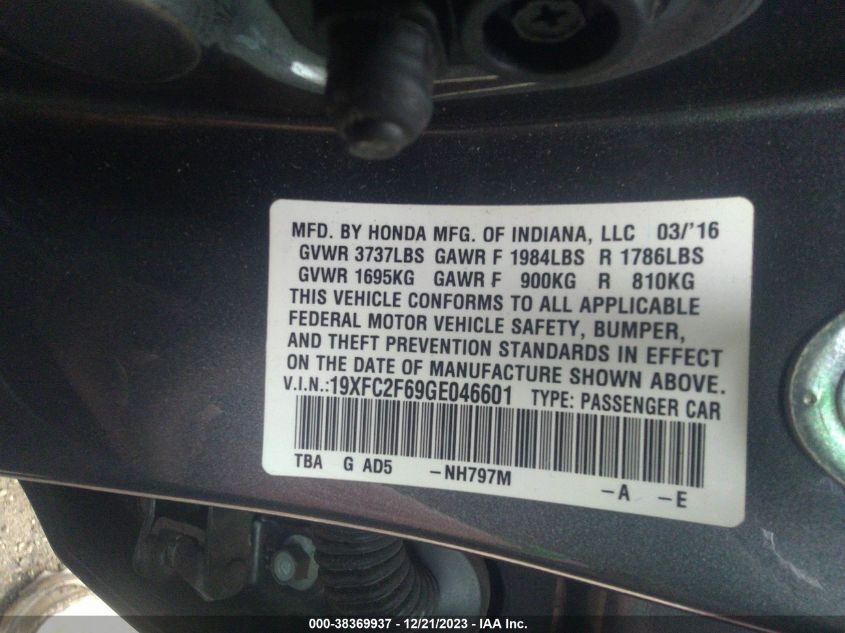 MFD. BY HONDA MFG. OF INDIANA, LLC 03/'16
GVWR 3737LBS GAWR F 1984LBS R 1786LBS
GVWR 1695KG GAWR F 900KG R 810KG
THIS VEHICLE CONFORMS TO ALL APPLICABLE
FEDERAL MOTOR VEHICLE SAFETY, BUMPER,
AND THEFT PREVENTION STANDARDS IN EFFECT
ON THE DATE OF MANUFACTURE SHOWN ABOVE.
V.I.N.:19XFC2F69GE046601 TYPE: PASSENGER CAR
TBA G AD5 -NH797M -A -E
000-38369937 - 12/21/2023 - IAA Inc.